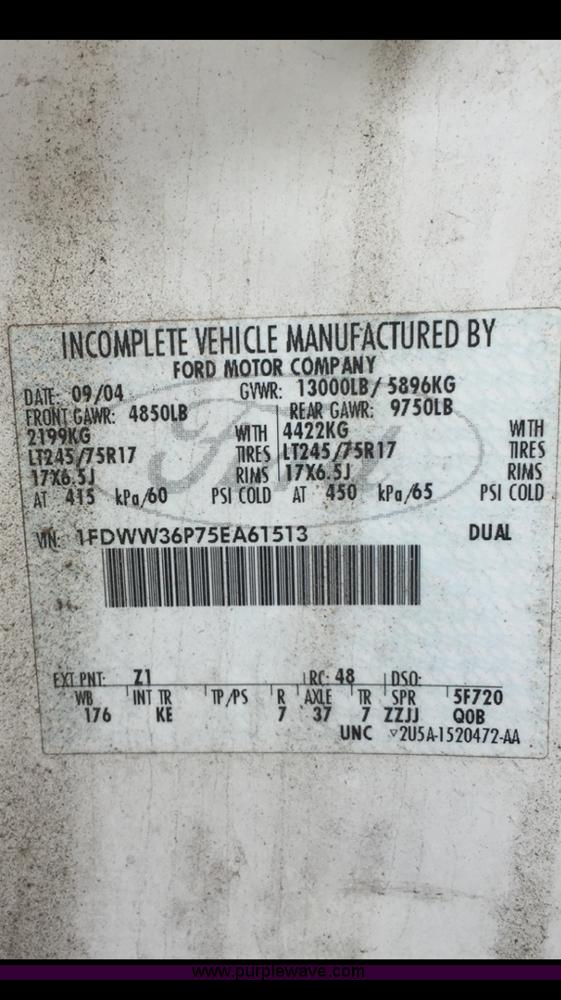 INCOMPLETE VEHICLE MANUFACTURED BY
FORD MOTOR COMPANY
DATE: 09/04 GVWR: 13000LB/ 5896KG
FRONT GAWR: 4850LB REAR GAWR: 9750LB
2199KG WITH 4422KG WITH
LT245/75R17 TIRES LT245/75R17 TIRES
17X6.5J RIMS 17X6.5J RIMS
AT 415 kPa/60 PSI COLD AT 450 kPa/65 PSI COLD
VIN: 1FDWW36P75EA61513 DUAL
EXT PNT: Z1 RC: 48 DSO:
WB INT TR TP/PS R AXLE TR SPR 5F720
176 KE 7 37 7 ZZJJ Q0B
UNC ▽2U5A-1520472-AA
www.purplewave.com